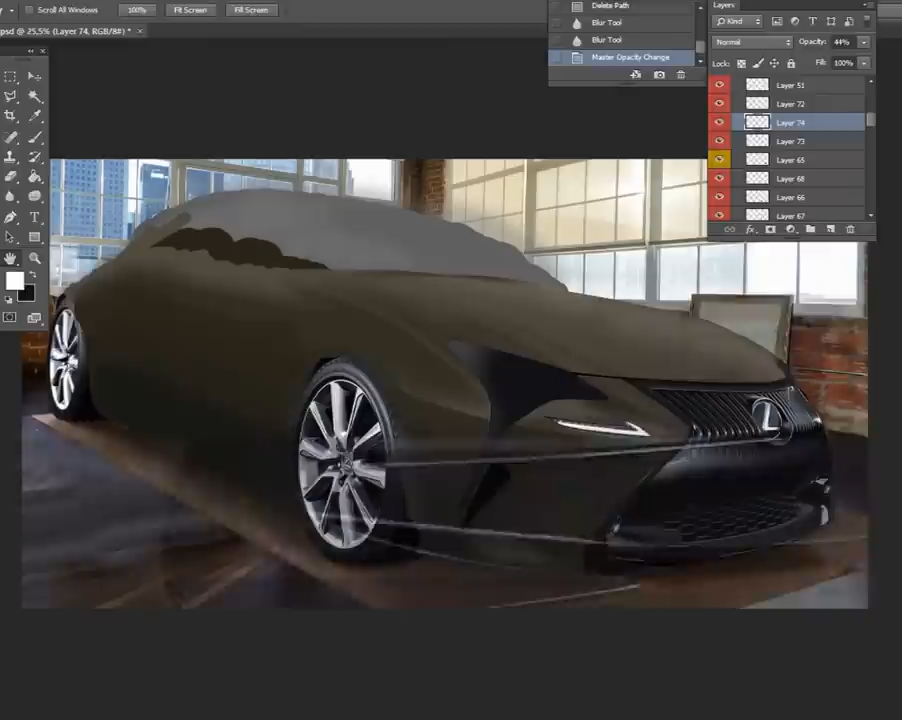 Scroll All Windows
100%
Fit Screen
Fill Screen
psd @ 25,5% (Layer 74, RGB/8#) *
Delete Path
Blur Tool
Blur Tool
Master Opacity Change
Layers
Kind
Normal
Opacity: 44%
Lock:
Fill: 100%
Layer 51
Layer 72
Layer 74
Layer 73
Layer 65
Layer 68
Layer 66
Layer 67